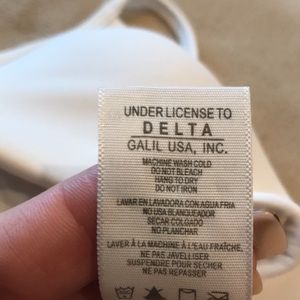 UNDER LICENSE TO
DELTA
GALIL USA, INC.
MACHINE WASH COLD
DO NOT BLEACH
HANG TO DRY
DO NOT IRON
LAVAR EN LAVADORA CON AGUA FRIA
NO USA BLANQUEADOR
SECAR COLGADO
NO PLANCHAR
LAVER À LA MACHINE À L'EAU FRAÎCHE.
NE PAS JAVELLISER
SUSPENDRE POUR SECHER
NE PAS REPASSER